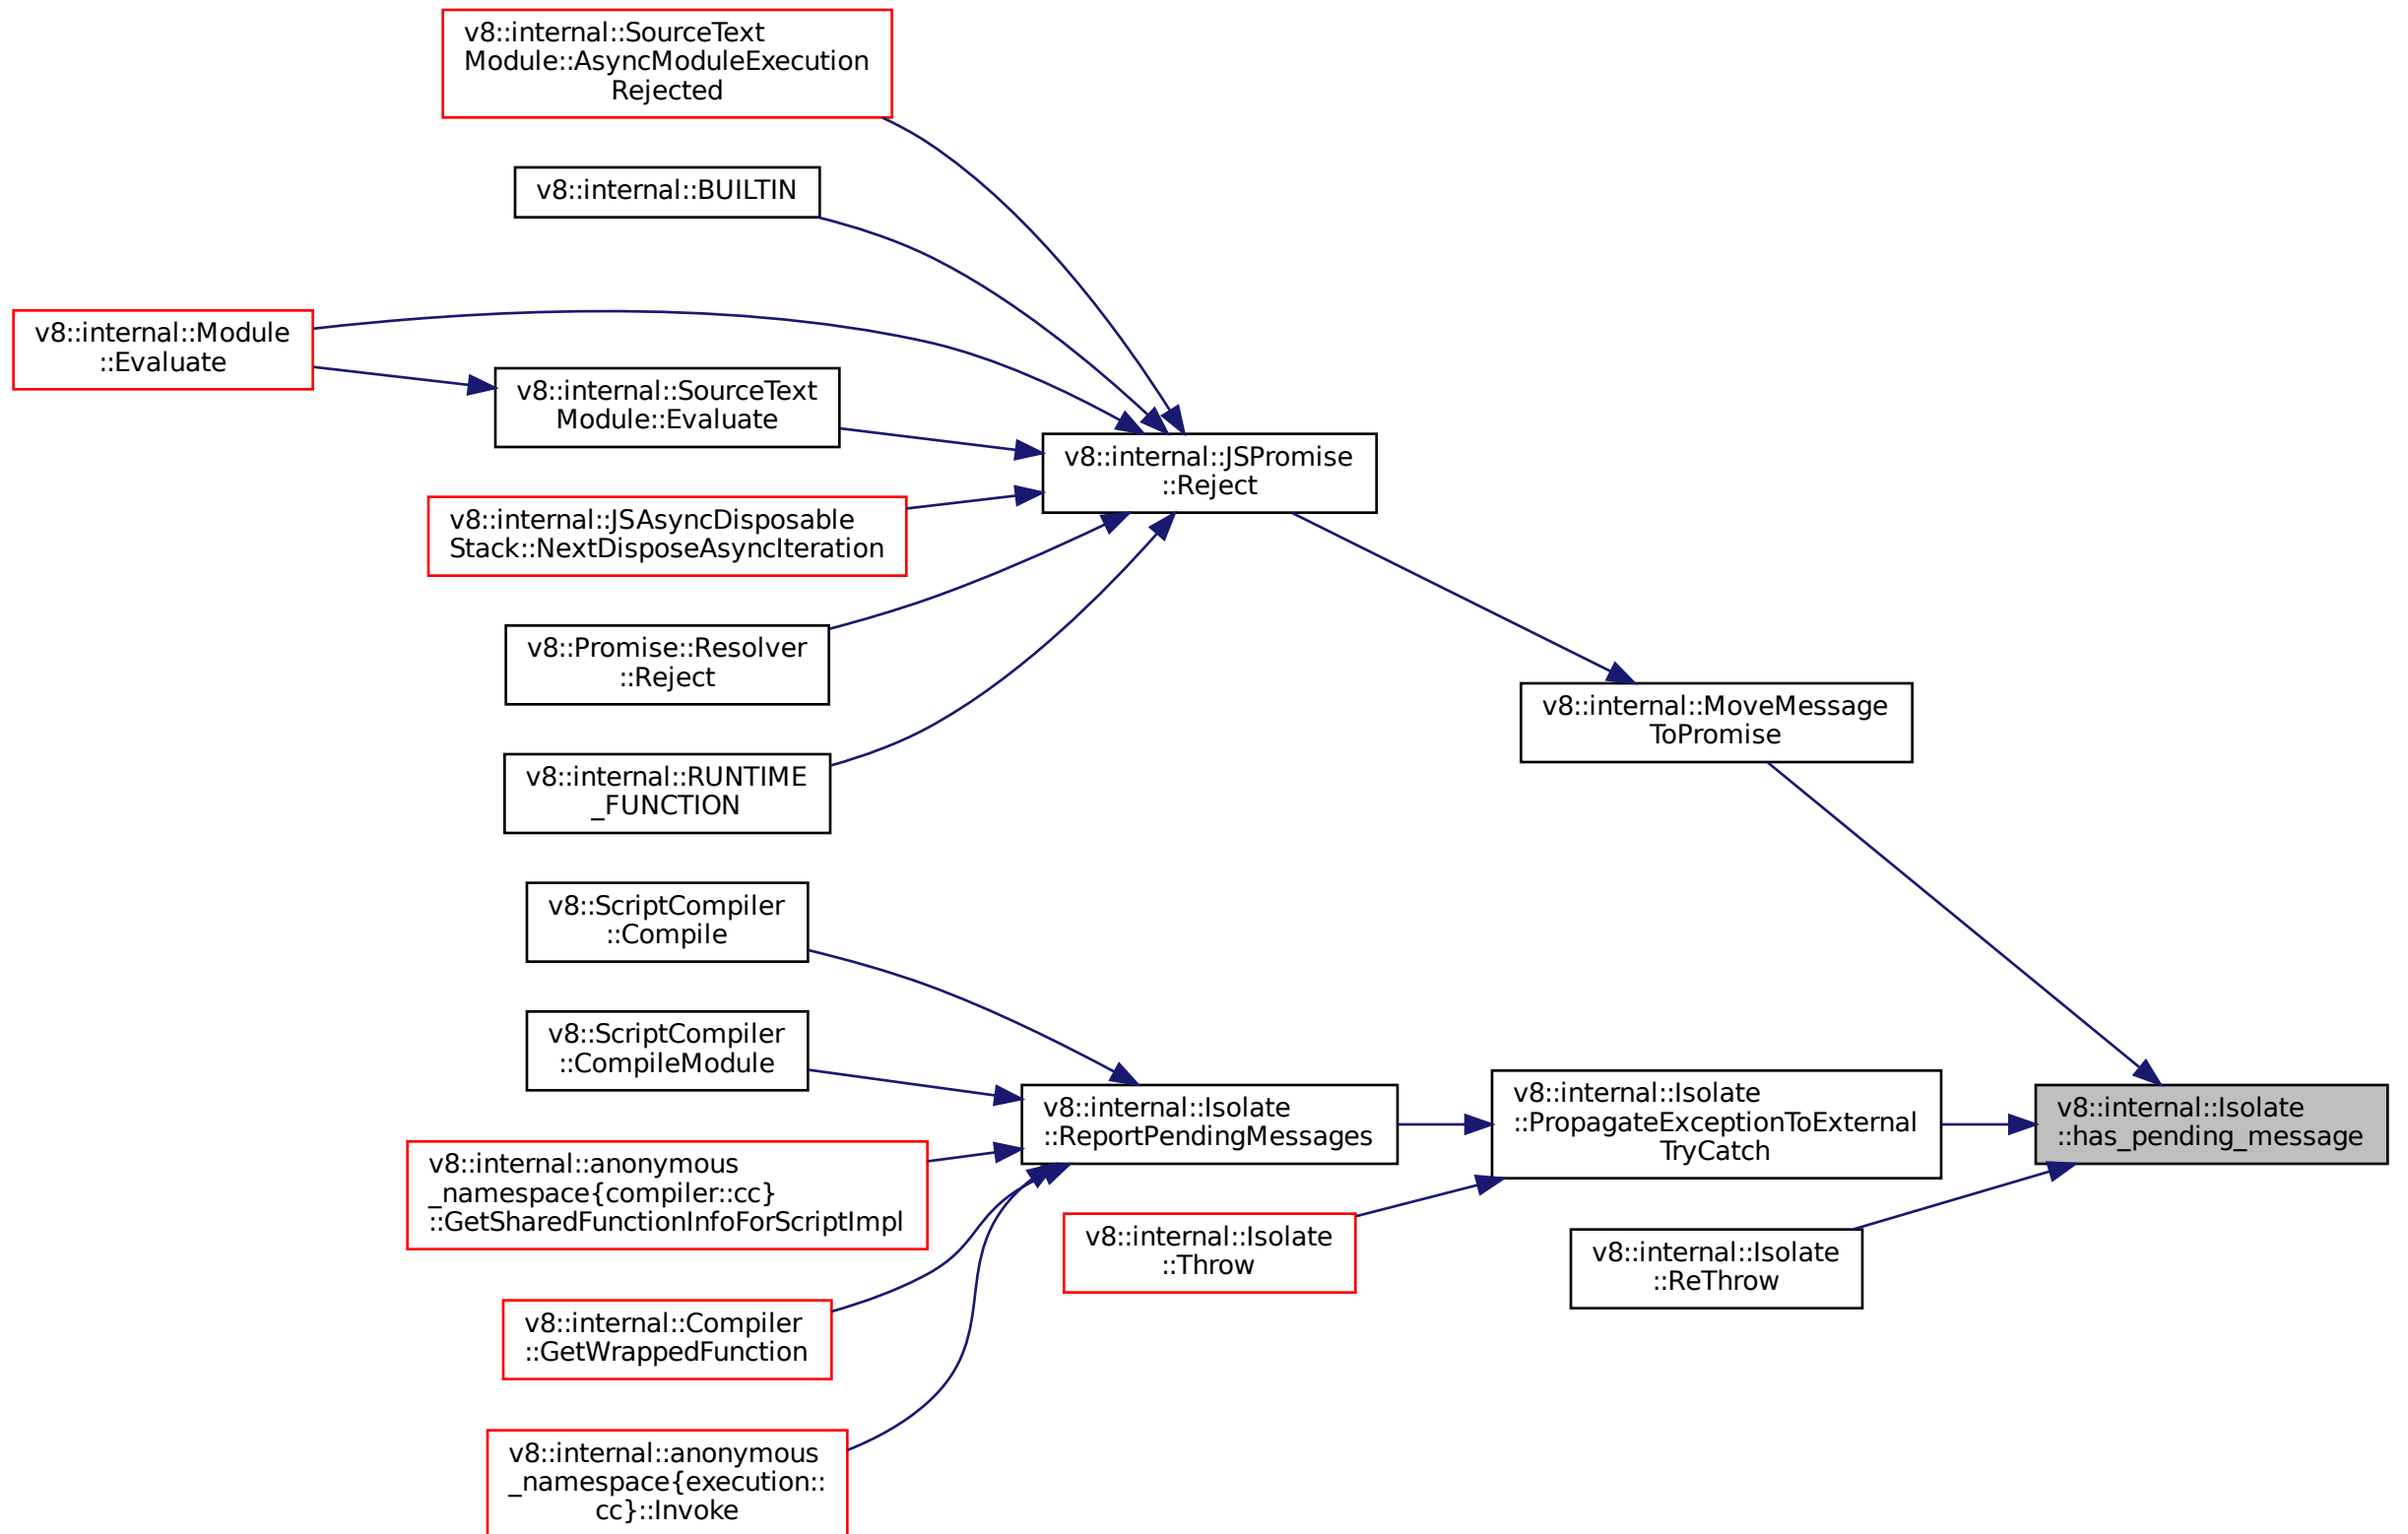 v8::internal::SourceText
Module::AsyncModuleExecution
Rejected
v8::internal::BUILTIN
v8::internal::Module
::Evaluate
v8::internal::SourceText
Module::Evaluate
v8::internal::JSPromise
::Reject
v8::internal::JSAsyncDisposable
Stack::NextDisposeAsyncIteration
v8::Promise::Resolver
::Reject
v8::internal::MoveMessage
ToPromise
v8::internal::RUNTIME
_FUNCTION
v8::ScriptCompiler
::Compile
v8::ScriptCompiler
::CompileModule
v8::internal::Isolate
::ReportPendingMessages
v8::internal::Isolate
::PropagateExceptionToExternal
TryCatch
v8::internal::Isolate
::has_pending_message
v8::internal::anonymous
_namespace{compiler::cc}
::GetSharedFunctionInfoForScriptImpl
v8::internal::Isolate
::Throw
v8::internal::Isolate
::ReThrow
v8::internal::Compiler
::GetWrappedFunction
v8::internal::anonymous
_namespace{execution::
cc}::Invoke